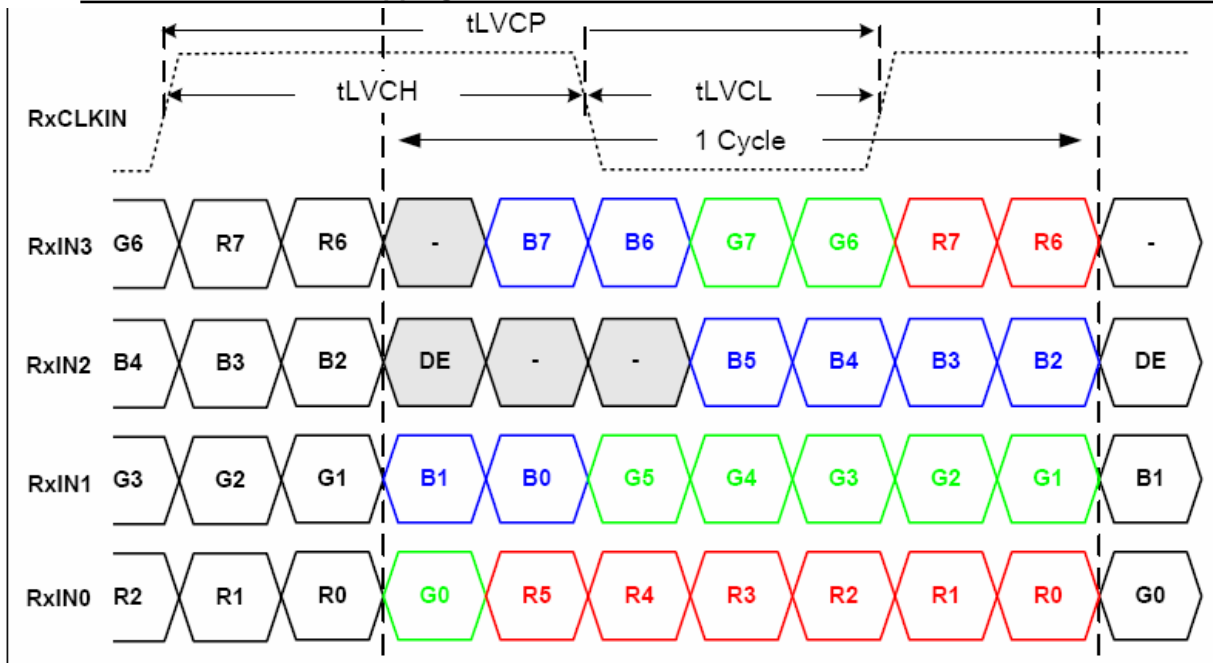 tLVCP
tLVCH tLVCL
RxCLKIN
1 Cycle
RxIN3 G6 R7 R6 - B7 B6 G7 G6 R7 R6 -
RxIN2 B4 B3 B2 DE - - B5 B4 B3 B2 DE
RxIN1 G3 G2 G1 B1 B0 G5 G4 G3 G2 G1 B1
RxIN0 R2 R1 R0 G0 R5 R4 R3 R2 R1 R0 G0